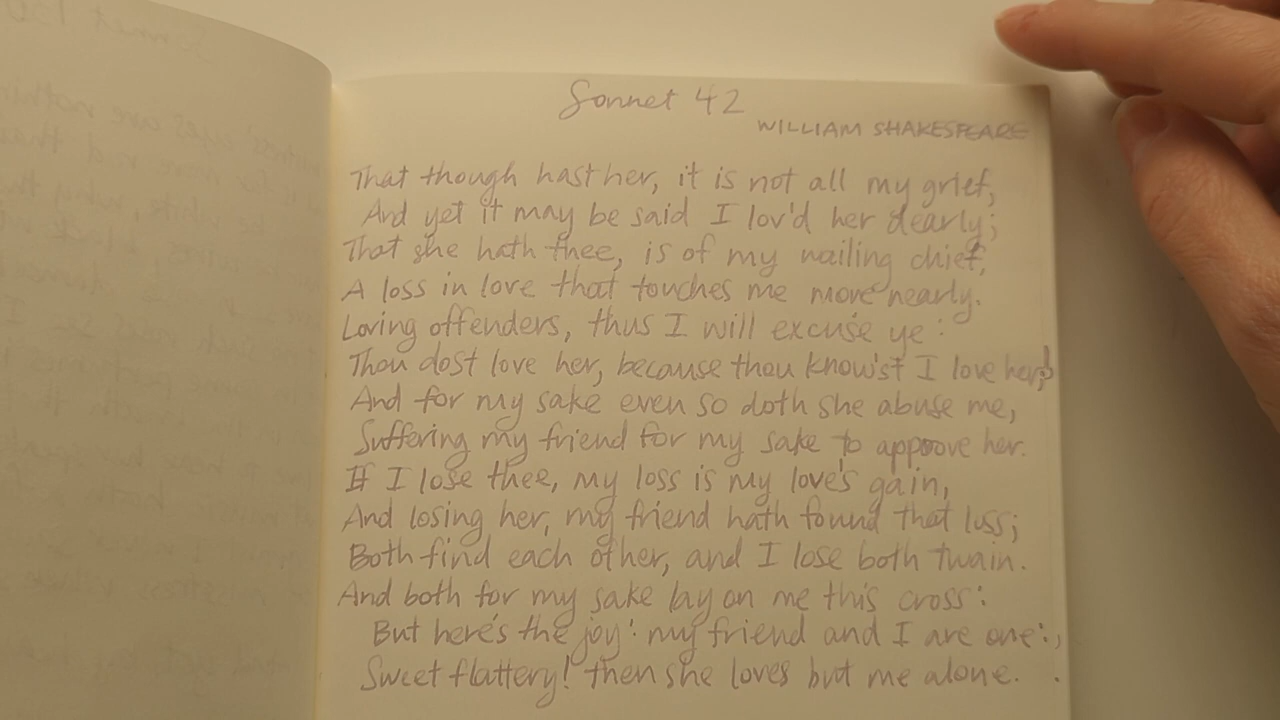 Sonnet 42
WILLIAM SHAKESPEARE
That though hast her, it is not all my grief,
And yet it may be said I lov'd her dearly;
That she hath thee, is of my wailing chief,
A loss in love that touches me more nearly.
Loving offenders, thus I will excuse ye:
Thou dost love her, because thou know'st I love her;
And for my sake even so doth she abuse me,
Suffering my friend for my sake to approove her.
If I lose thee, my loss is my love's gain,
And losing her, my friend hath found that loss;
Both find each other, and I lose both twain.
And both for my sake lay on me this cross:
But here's the joy: my friend and I are one:,
Sweet flattery! then she loves but me alone.